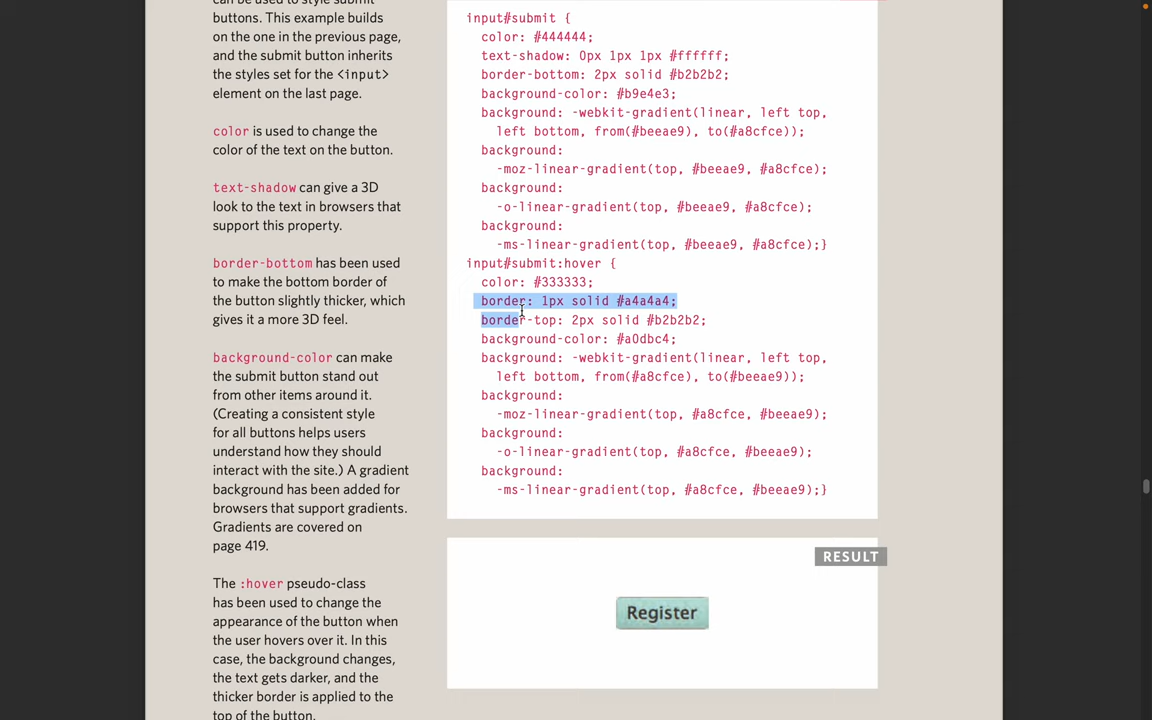 can be used to style submit
buttons. This example builds
on the one in the previous page,
and the submit button inherits
the styles set for the <input>
element on the last page.
color is used to change the
color of the text on the button.
text-shadow can give a 3D
look to the text in browsers that
support this property.
border-bottom has been used
to make the bottom border of
the button slightly thicker, which
gives it a more 3D feel.
background-color can make
the submit button stand out
from other items around it.
(Creating a consistent style
for all buttons helps users
understand how they should
interact with the site.) A gradient
background has been added for
browsers that support gradients.
Gradients are covered on
page 419.
The :hover pseudo-class
has been used to change the
appearance of the button when
the user hovers over it. In this
case, the background changes,
the text gets darker, and the
thicker border is applied to the
top of the button.
input#submit {
color: #444444;
text-shadow: 0px 1px 1px #ffffff;
border-bottom: 2px solid #b2b2b2;
background-color: #b9e4e3;
background: -webkit-gradient(linear, left top,
left bottom, from(#beeae9), to(#a8cfce));
background:
-moz-linear-gradient(top, #beeae9, #a8cfce);
background:
-o-linear-gradient(top, #beeae9, #a8cfce);
background:
-ms-linear-gradient(top, #beeae9, #a8cfce);}
input#submit:hover {
color: #333333;
border: 1px solid #a4a4a4;
border-top: 2px solid #b2b2b2;
background-color: #a0dbc4;
background: -webkit-gradient(linear, left top,
left bottom, from(#a8cfce), to(#beeae9));
background:
-moz-linear-gradient(top, #a8cfce, #beeae9);
background:
-o-linear-gradient(top, #a8cfce, #beeae9);
background:
-ms-linear-gradient(top, #a8cfce, #beeae9);}
RESULT
Register